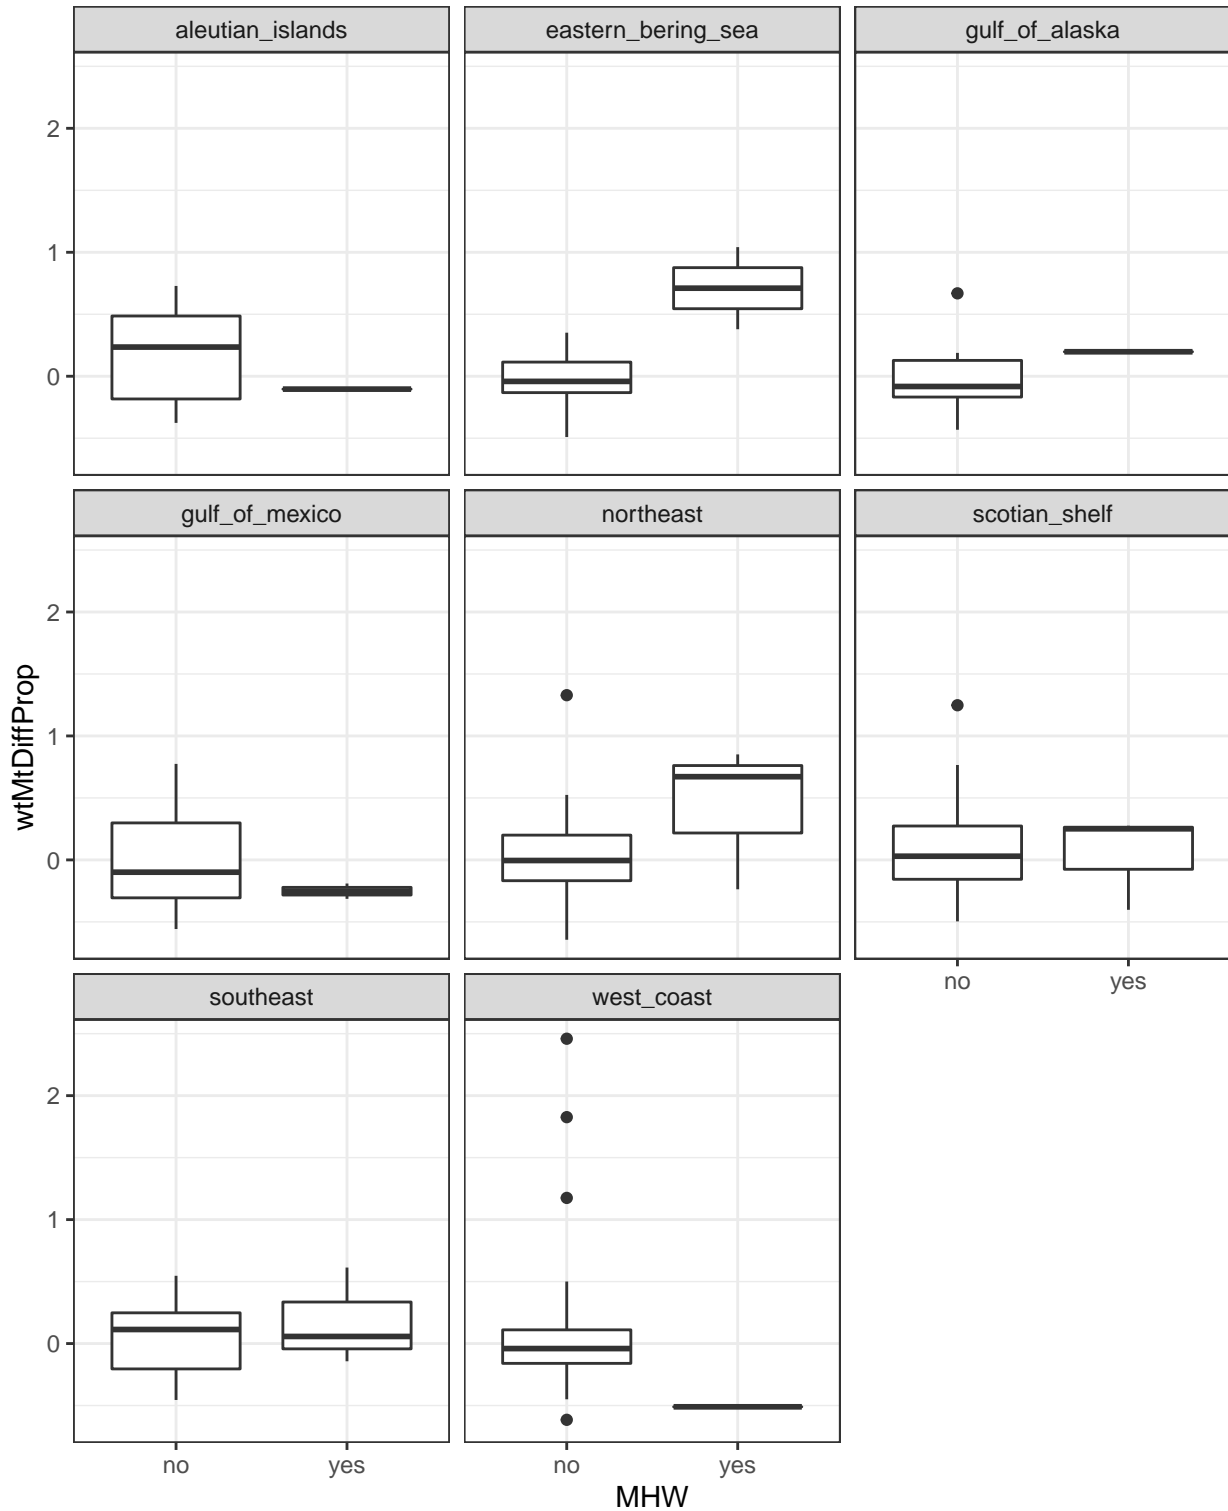 aleutian_islands eastern_bering_sea gulf_of_alaska
2
1
0
gulf_of_mexico northeast scotian_shelf
2
1
0
wtMtDiffProp
no yes
southeast west_coast
2
1
0
no yes no yes
MHW